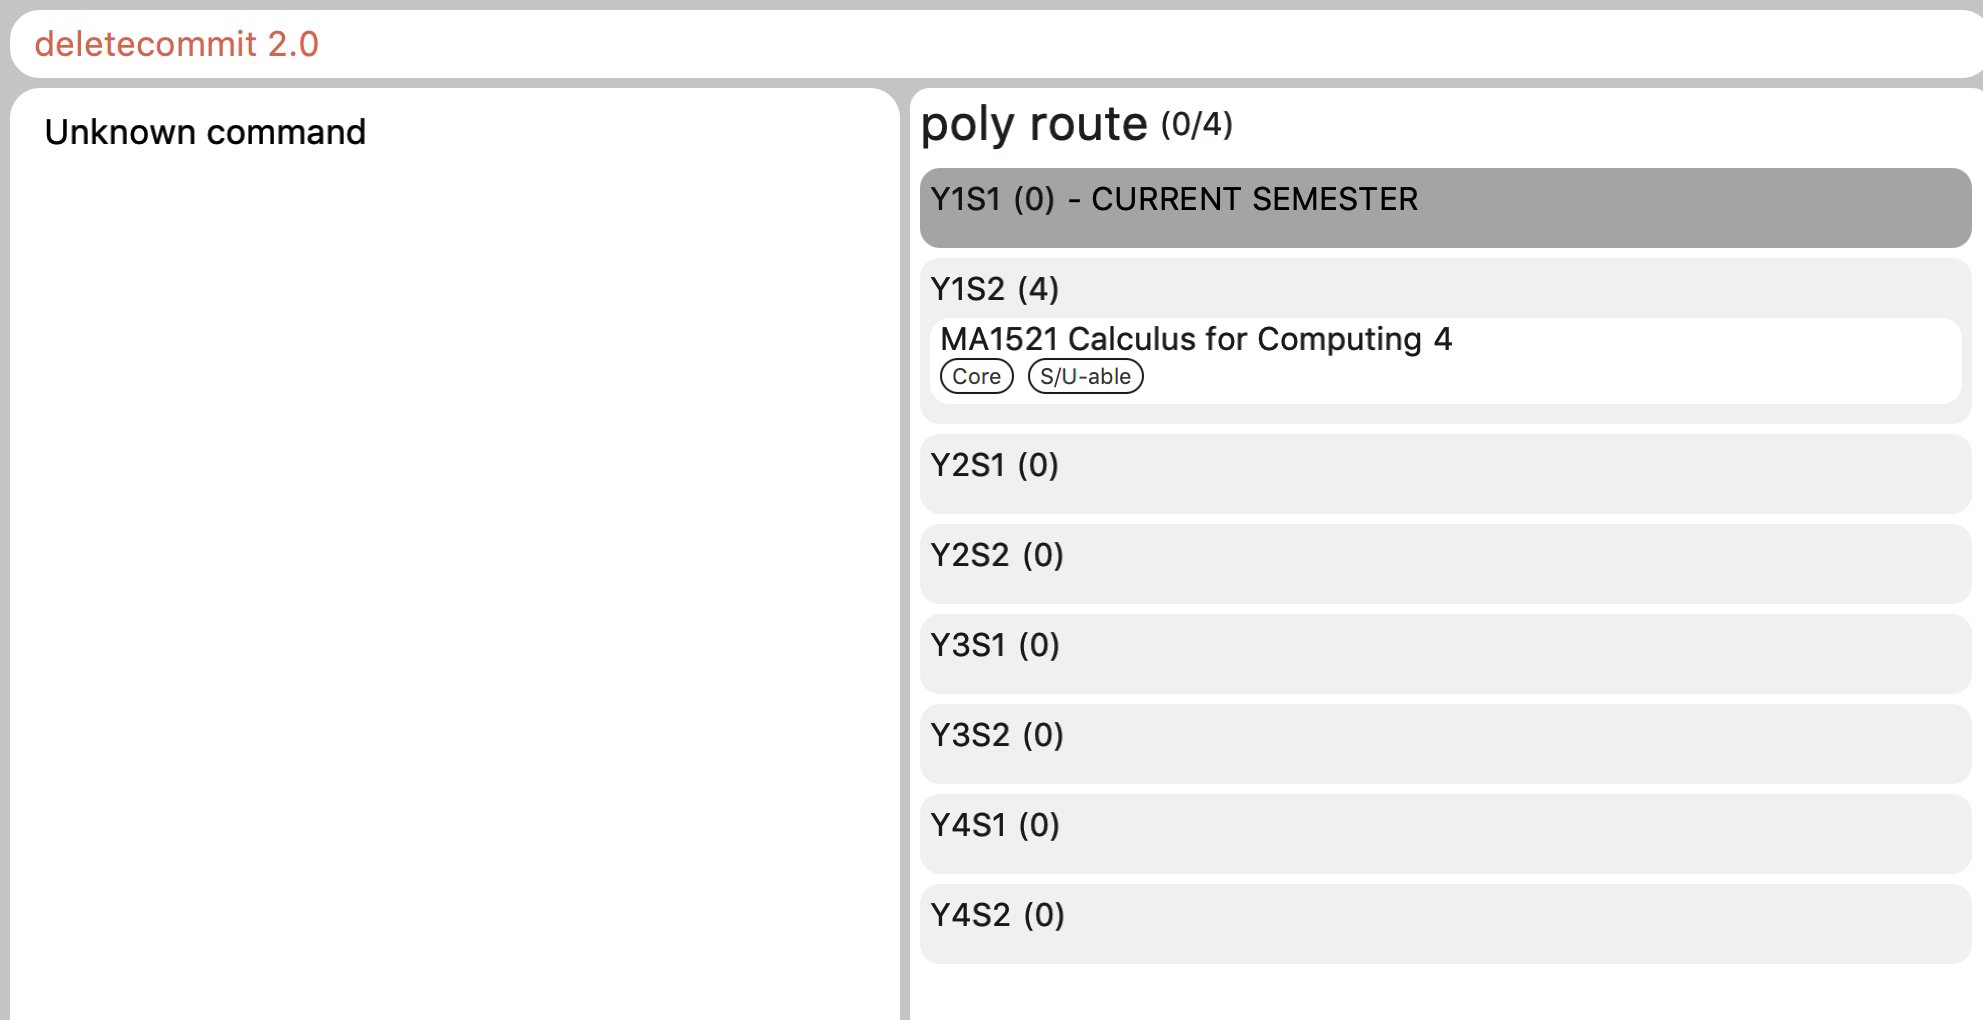 deletecommit 2.0
Unknown command
poly route (0/4)
Y1S1 (0) - CURRENT SEMESTER
Y1S2 (4)
MA1521 Calculus for Computing 4
Core S/U-able
Y2S1 (0)
Y2S2 (0)
Y3S1 (0)
Y3S2 (0)
Y4S1 (0)
Y4S2 (0)